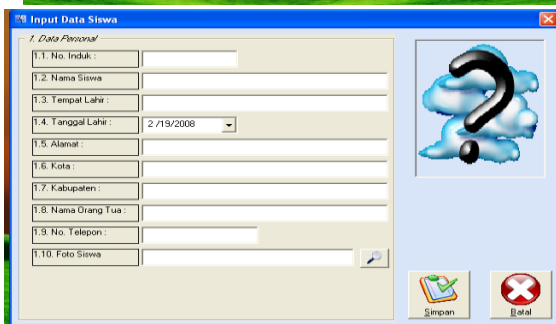 Input Data Siswa
1. Data Personal
1.1. No. Induk :
1.2. Nama Siswa
1.3. Tempat Lahir :
1.4. Tanggal Lahir :
2 /19/2008
1.5. Alamat :
1.6. Kota :
1.7. Kabupaten :
1.8. Nama Orang Tua :
1.9. No. Telepon :
1.10. Foto Siswa
?
Simpan
Batal